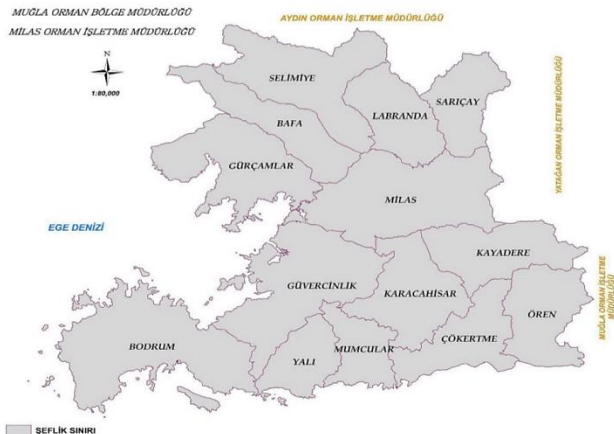 MUĞLA ORMAN BÖLGE MÜDÜRLÜĞÜ
MİLAS ORMAN İŞLETME MÜDÜRLÜĞÜ
N
1:80,000
AYDIN ORMAN İŞLETME MÜDÜRLÜĞÜ
YATAĞAN ORMAN İŞLETME MÜDÜRLÜĞÜ
MUĞLA ORMAN İŞLETME
MÜDÜRLÜĞÜ
EGE DENİZİ
SELİMİYE
LABRANDA
SARIÇAY
BAFA
GÜRÇAMLAR
MİLAS
KAYADERE
GÜVERCİNLİK
KARACAHİSAR
ÖREN
ÇÖKERTME
BODRUM
YALI
MUMCULAR
ŞEFLİK SINIRI